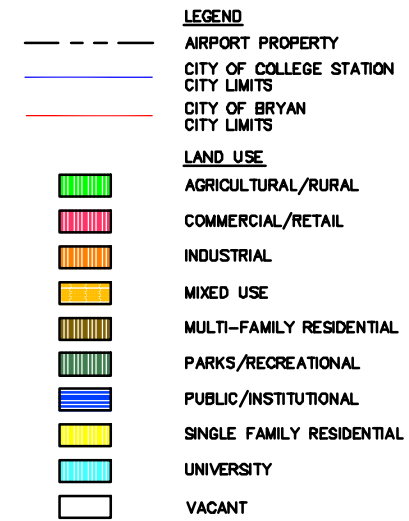 LEGEND
AIRPORT PROPERTY
CITY OF COLLEGE STATION
CITY LIMITS
CITY OF BRYAN
CITY LIMITS
LAND USE
AGRICULTURAL/RURAL
COMMERCIAL/RETAIL
INDUSTRIAL
MIXED USE
MULTI-FAMILY RESIDENTIAL
PARKS/RECREATIONAL
PUBLIC/INSTITUTIONAL
SINGLE FAMILY RESIDENTIAL
UNIVERSITY
VACANT